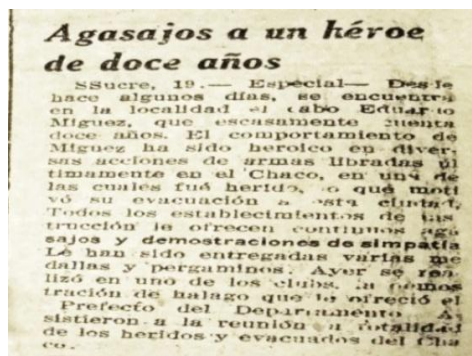 Agasajos a un héroe
de doce años
SSucre, 19.— Especial— Desde
hace algunos días, se encuentra
en la localidad el cabo Eduardo
Míguez, que escasamente cuenta
doce años. El comportamiento de
Míguez ha sido heroico en diver-
sas acciones de armas libradas úl
timamente en el Chaco, en una de
las cuales fué herido, o que moti
vó su evacuación a esta ciudad.
Todos los establecimientos de ins
trucción le ofrecen continuos aga
sajos y demostraciones de simpatía
Le han sido entregadas varias me
dallas y pergaminos. Ayer se rea
lizó en uno de los clubs, la demos
tración de halago que le ofreció el
Prefecto del Departamento. A
sistieron a la reunión a totalidad
de los heridos y evacuados del Cha
co.